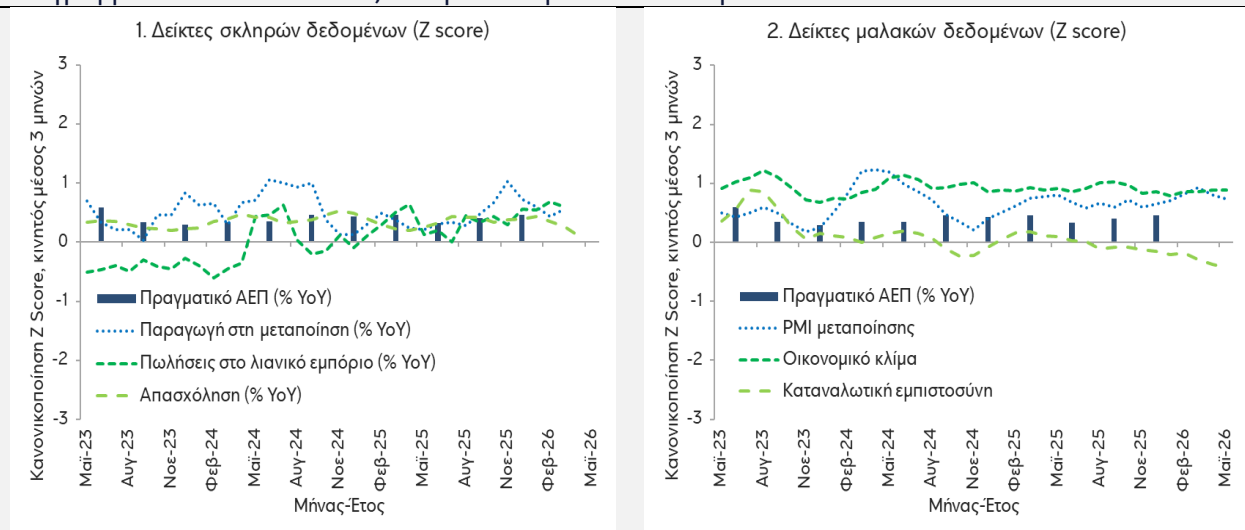 1. Δείκτες σκληρών δεδομένων (Z score)
Κανονικοποίηση Z Score, κινητός μέσος 3 μηνών
3
2
1
0
-1
-2
-3
Πραγματικό ΑΕΠ (% YoY)
Παραγωγή στη μεταποίηση (% YoY)
Πωλήσεις στο λιανικό εμπόριο (% YoY)
Απασχόληση (% YoY)
Μαϊ-23
Αυγ-23
Νοε-23
Φεβ-24
Μαϊ-24
Αυγ-24
Νοε-24
Φεβ-25
Μαϊ-25
Αυγ-25
Νοε-25
Φεβ-26
Μαϊ-26
Μήνας-Έτος
2. Δείκτες μαλακών δεδομένων (Z score)
Κανονικοποίηση Z Score, κινητός μέσος 3 μηνών
3
2
1
0
-1
-2
-3
Πραγματικό ΑΕΠ (% YoY)
PMI μεταποίησης
Οικονομικό κλίμα
Καταναλωτική εμπιστοσύνη
Μαϊ-23
Αυγ-23
Νοε-23
Φεβ-24
Μαϊ-24
Αυγ-24
Νοε-24
Φεβ-25
Μαϊ-25
Αυγ-25
Νοε-25
Φεβ-26
Μαϊ-26
Μήνας-Έτος